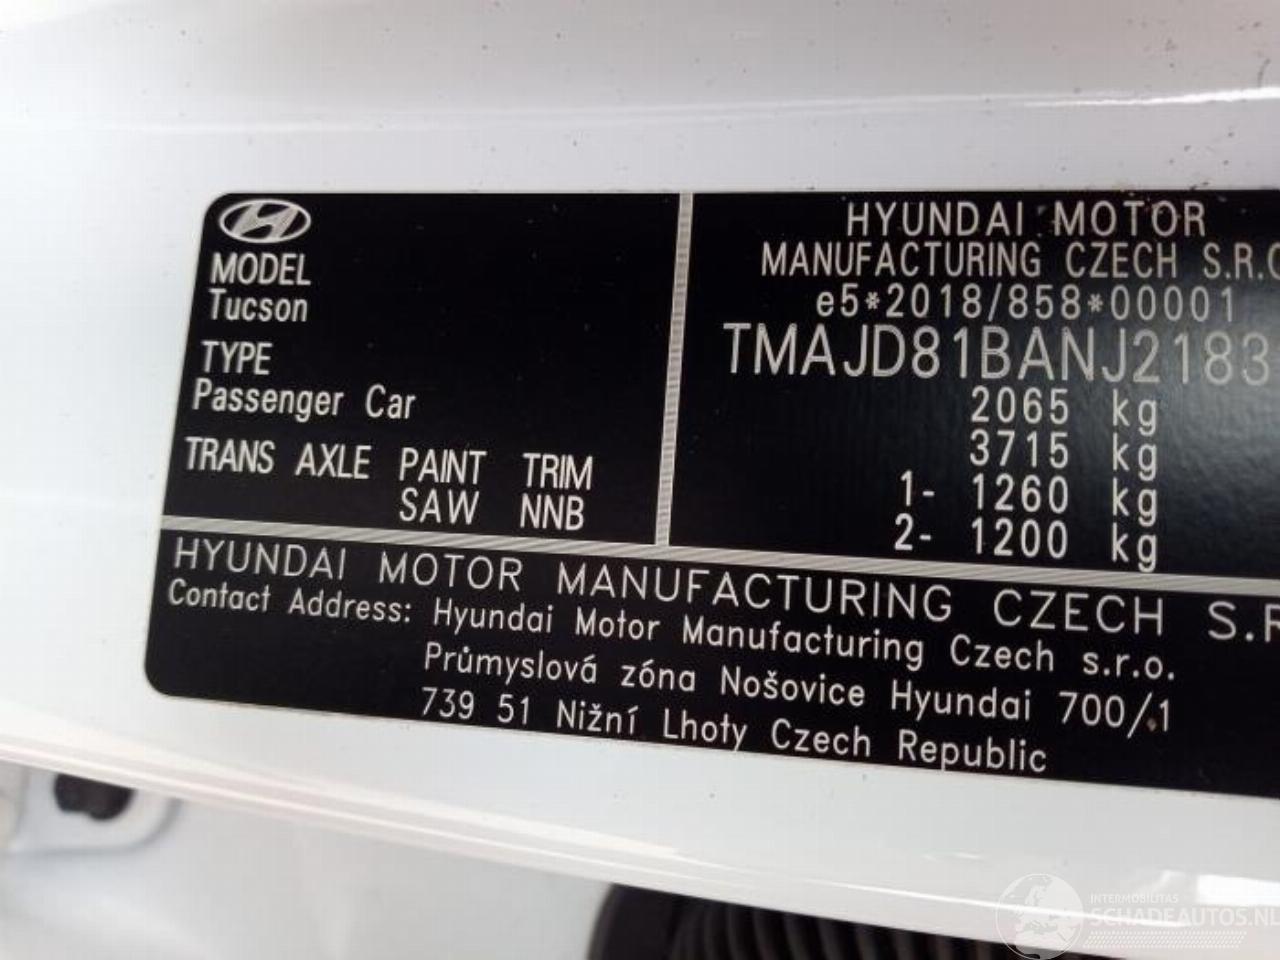 MODEL
Tucson
TYPE
Passenger Car
TRANS AXLE PAINT TRIM
SAW NNB
HYUNDAI MOTOR
MANUFACTURING CZECH S.R.O
e5*2018/858*00001
TMAJD81BANJ2183
2065 kg
3715 kg
1- 1260 kg
2- 1200 kg
HYUNDAI MOTOR MANUFACTURING CZECH S.R
Contact Address: Hyundai Motor Manufacturing Czech s.r.o.
Průmyslová zóna Nošovice Hyundai 700/1
739 51 Nižní Lhoty Czech Republic
INTERMOBILITAS
SCHADEAUTOS.NL